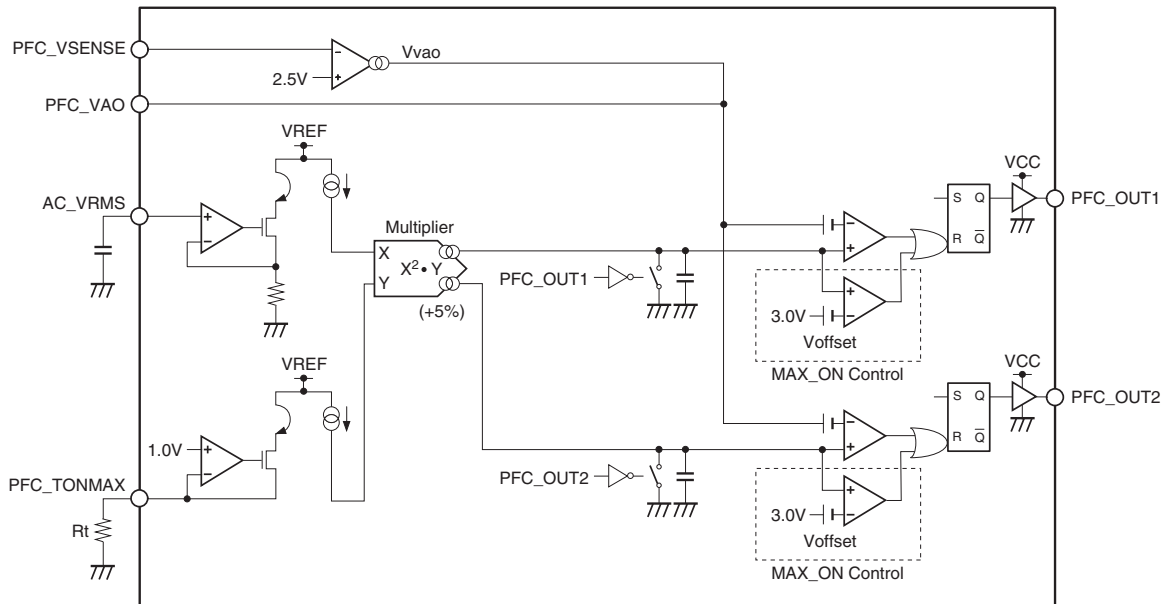 PFC_VSENSE
Vvao
2.5V
PFC_VAO
VREF
VCC
AC_VRMS
S Q
PFC_OUT1
Multiplier
R Q̅
X
X²• Y
PFC_OUT1
Y
(+5%)
3.0V
Voffset
VREF
MAX_ON Control
VCC
S Q
PFC_OUT2
R Q̅
1.0V
PFC_OUT2
PFC_TONMAX
3.0V
Rt
Voffset
MAX_ON Control